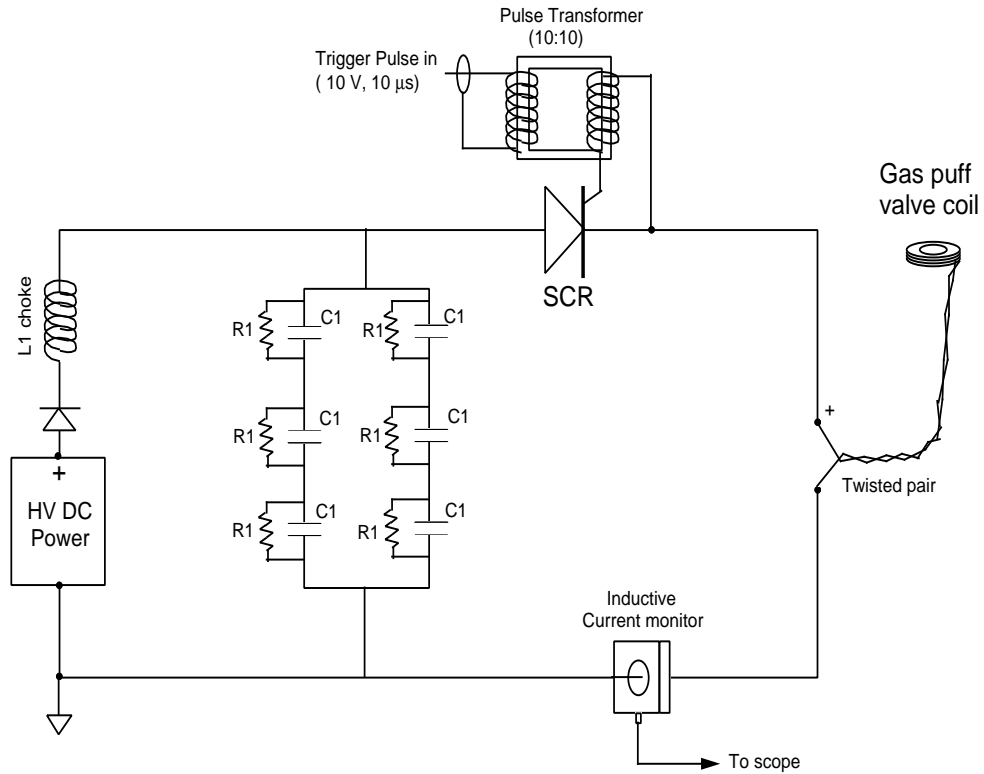 Pulse Transformer
(10:10)
Trigger Pulse in
( 10 V, 10 μs)
Gas puff
valve coil
SCR
L1 choke
R1
C1
R1
C1
R1
C1
R1
C1
R1
C1
R1
C1
+
HV DC
Power
+
Twisted pair
Inductive
Current monitor
To scope